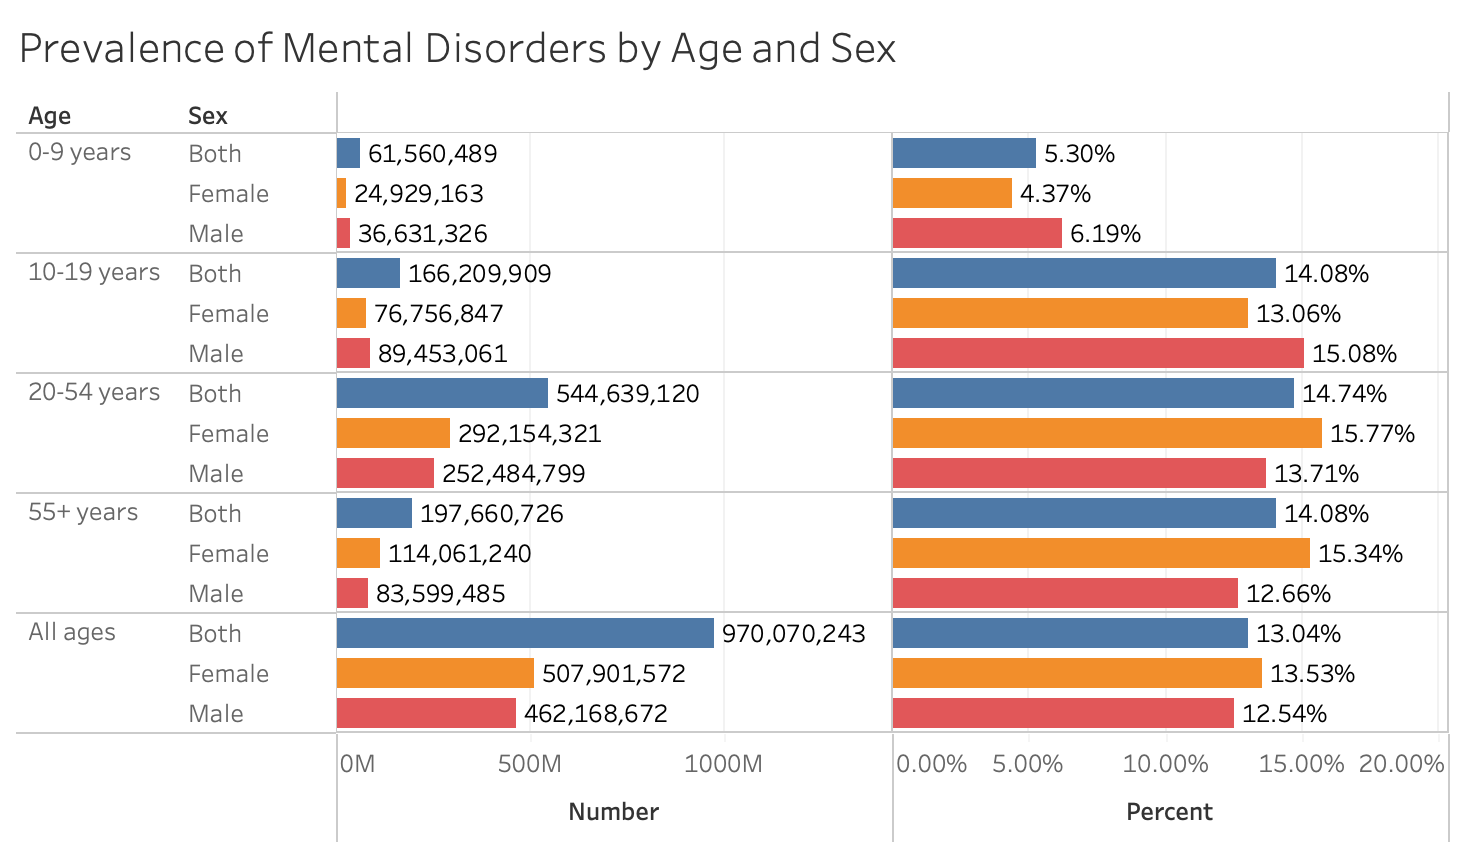 Prevalence of Mental Disorders by Age and Sex
Age Sex
0-9 years Both 61,560,489 5.30%
Female 24,929,163 4.37%
Male 36,631,326 6.19%
10-19 years Both 166,209,909 14.08%
Female 76,756,847 13.06%
Male 89,453,061 15.08%
20-54 years Both 544,639,120 14.74%
Female 292,154,321 15.77%
Male 252,484,799 13.71%
55+ years Both 197,660,726 14.08%
Female 114,061,240 15.34%
Male 83,599,485 12.66%
All ages Both 970,070,243 13.04%
Female 507,901,572 13.53%
Male 462,168,672 12.54%
0M 500M 1000M 0.00% 5.00% 10.00% 15.00% 20.00%
Number Percent